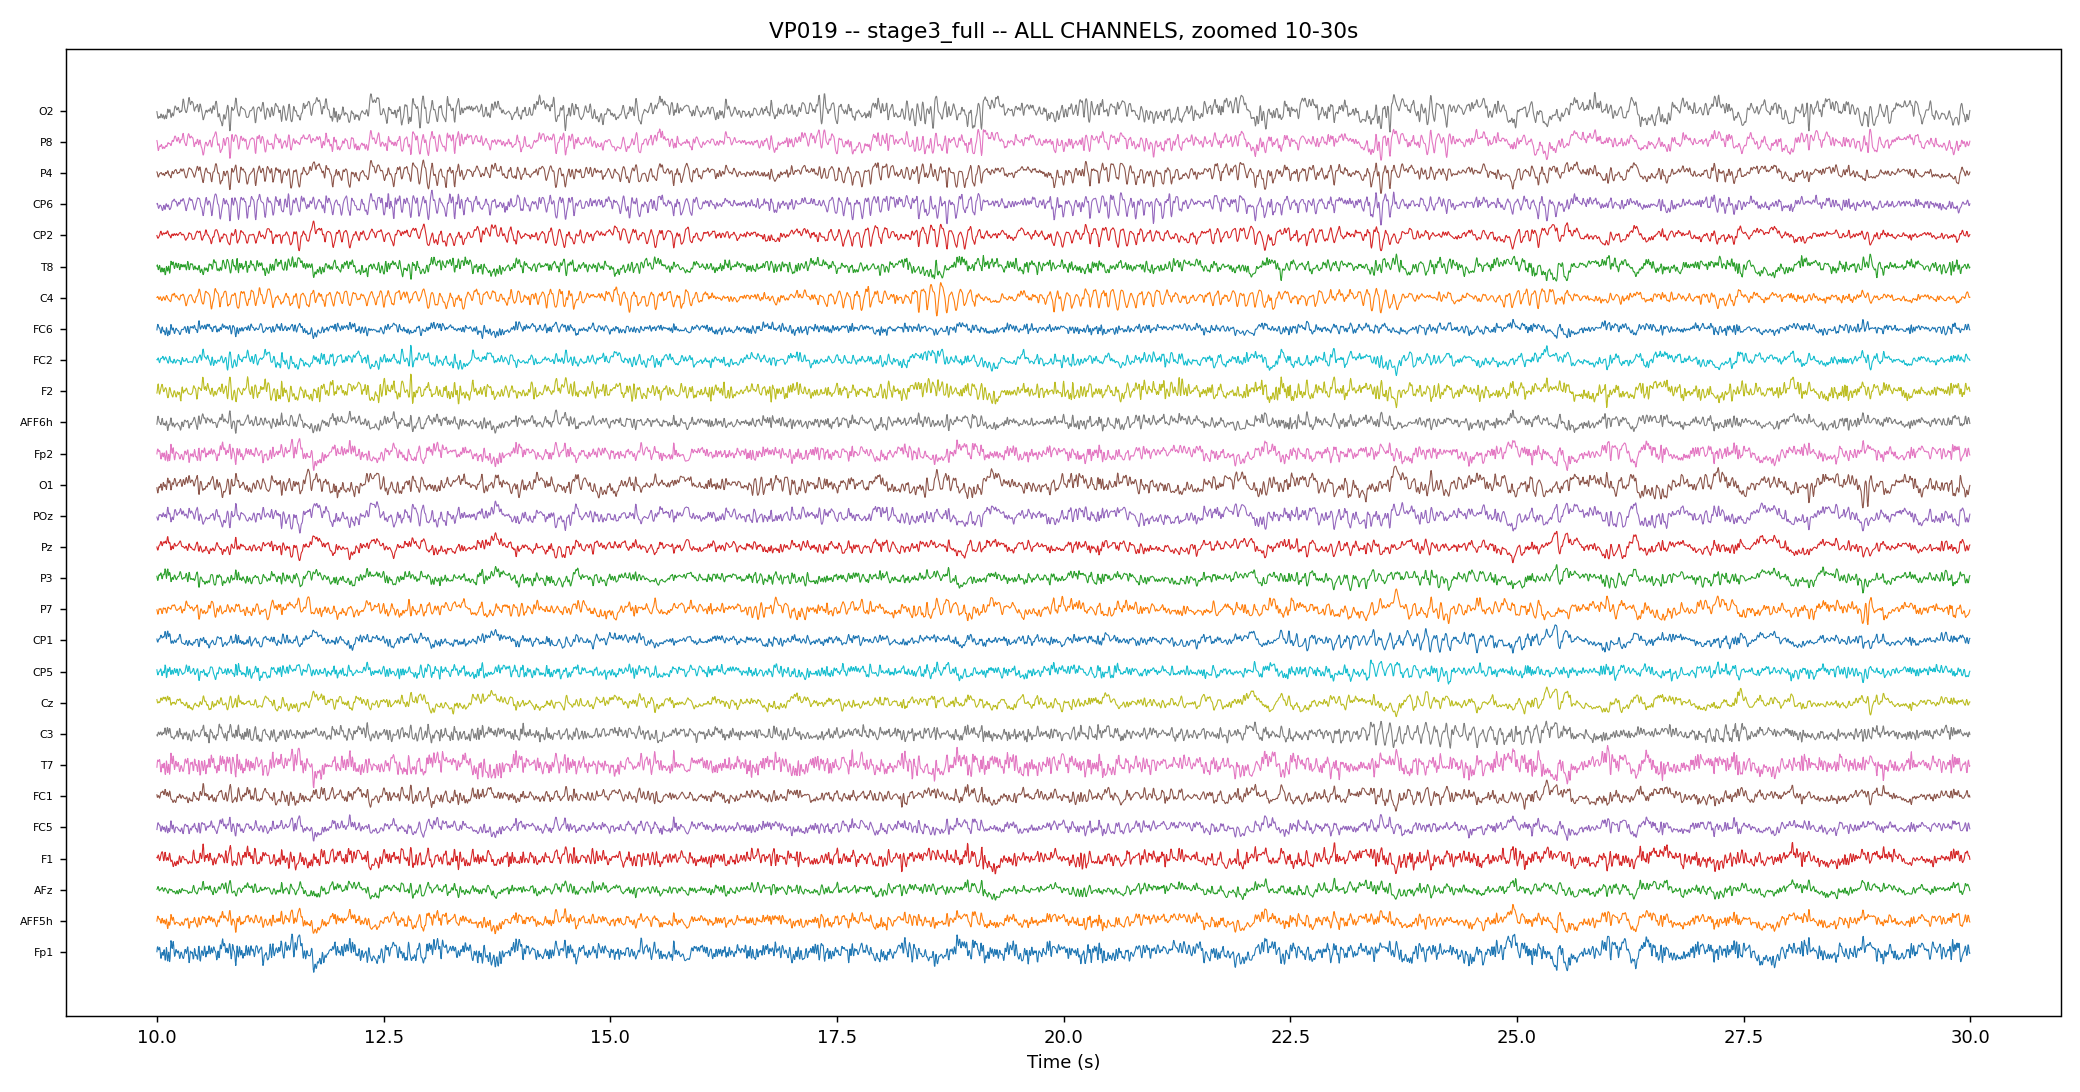 VP019 -- stage3_full -- ALL CHANNELS, zoomed 10-30s
O2
P8
P4
CP6
CP2
T8
C4
FC6
FC2
F2
AFF6h
Fp2
O1
POz
Pz
P3
P7
CP1
CP5
Cz
C3
T7
FC1
FC5
F1
AFz
AFF5h
Fp1
10.0 12.5 15.0 17.5 20.0 22.5 25.0 27.5 30.0
Time (s)